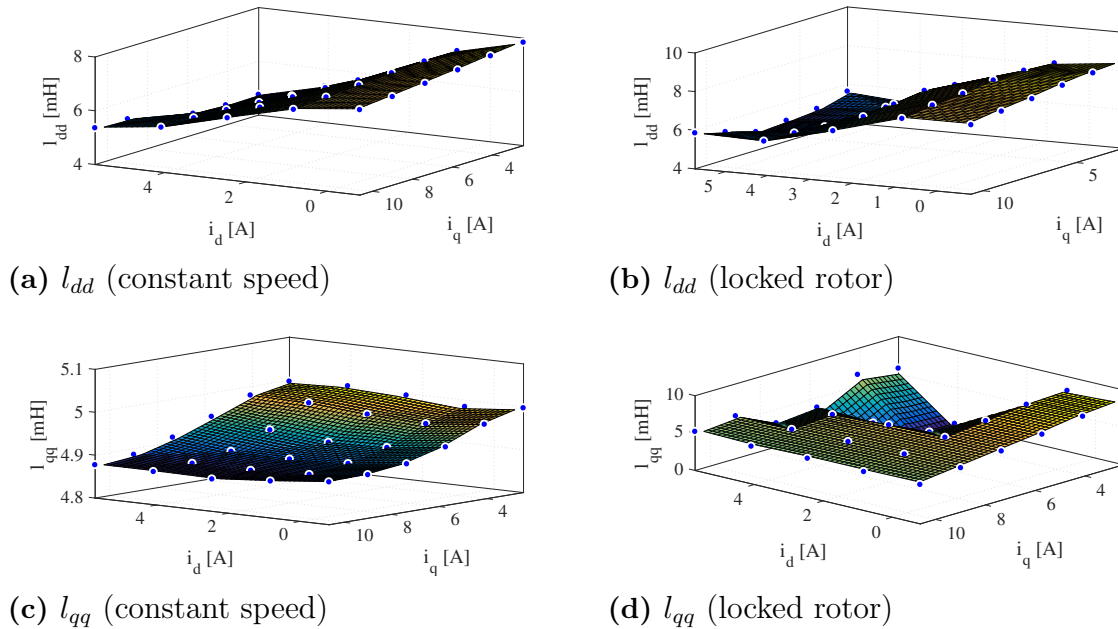 8
6
4
l_dd [mH]
4
2
0
i_d [A]
10
8
6
4
i_q [A]
(a) l_dd (constant speed)
10
8
6
4
l_dd [mH]
5
4
3
2
1
0
i_d [A]
10
5
i_q [A]
(b) l_dd (locked rotor)
5.1
5
4.9
4.8
l_qq [mH]
4
2
0
i_d [A]
10
8
6
4
i_q [A]
(c) l_qq (constant speed)
10
5
0
l_qq [mH]
4
2
0
i_d [A]
10
8
6
4
i_q [A]
(d) l_qq (locked rotor)